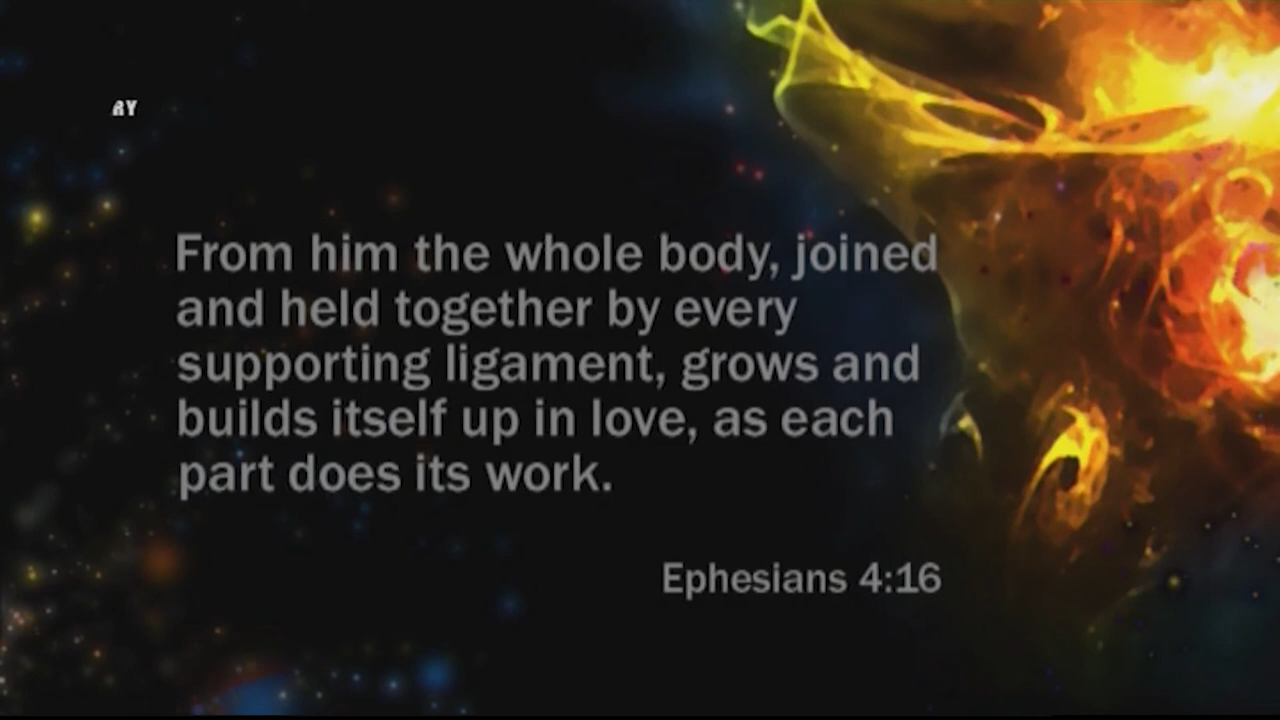 AY
From him the whole body, joined
and held together by every
supporting ligament, grows and
builds itself up in love, as each
part does its work.
Ephesians 4:16